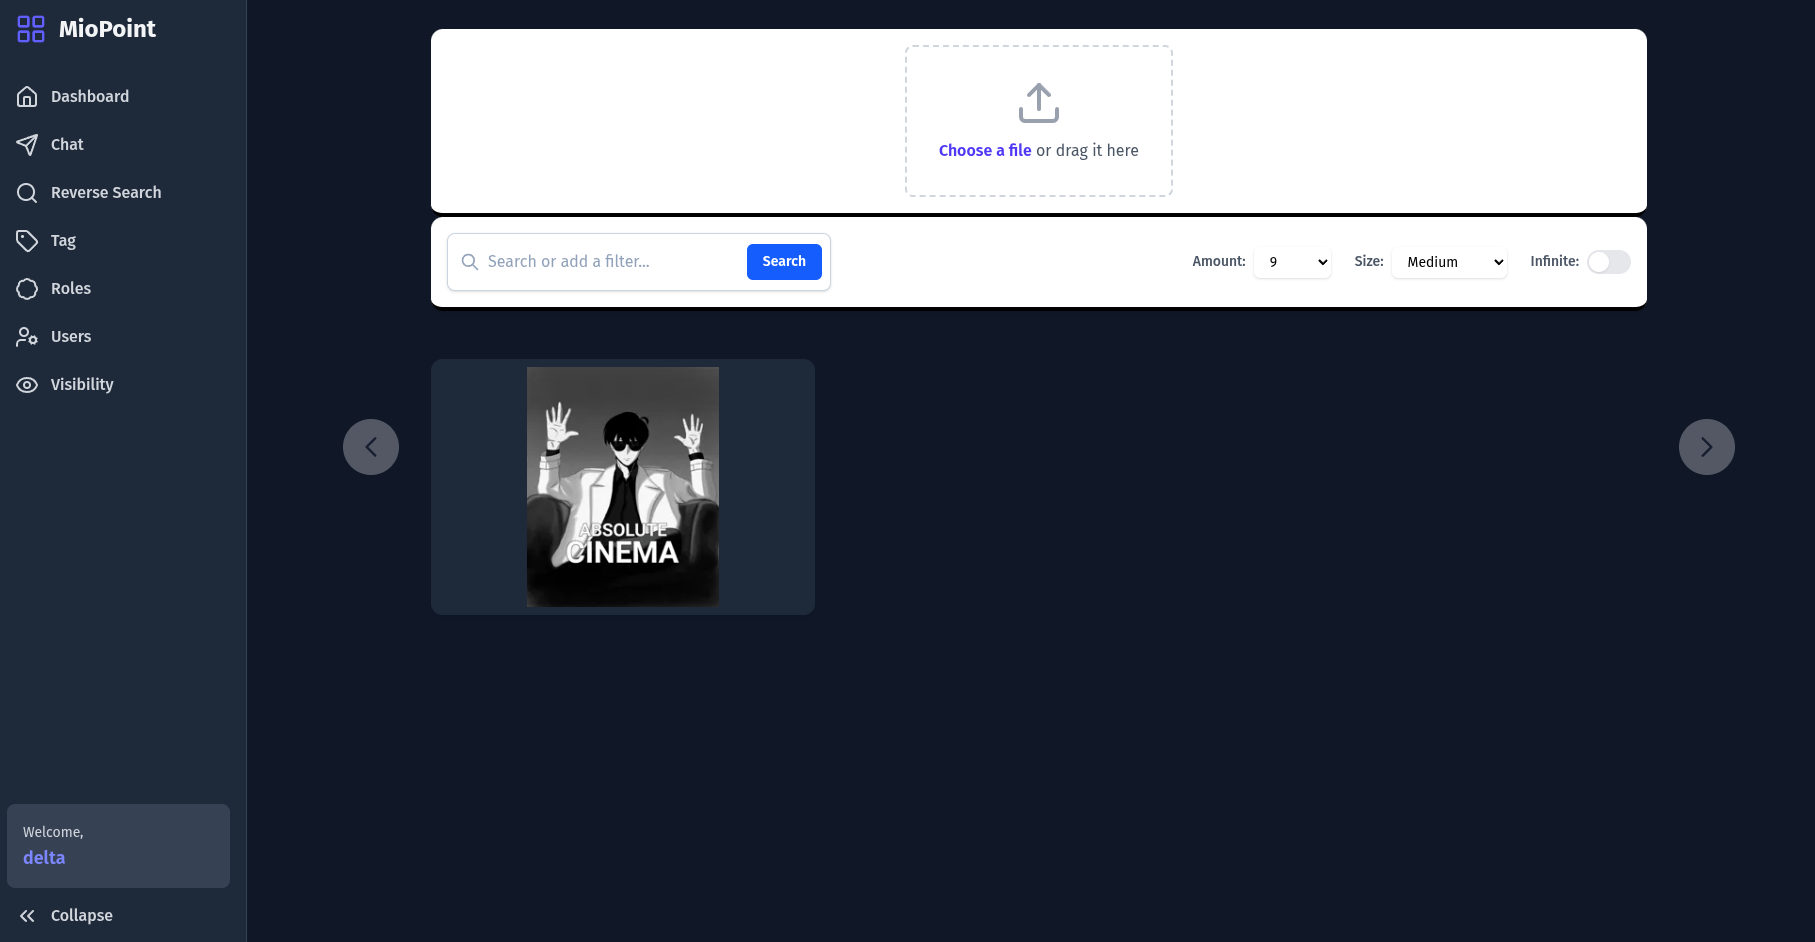 MioPoint
Dashboard
Chat
Reverse Search
Tag
Roles
Users
Visibility
Welcome,
delta
Collapse
Choose a file or drag it here
Search or add a filter...
Search
Amount: 9
Size: Medium
Infinite:
ABSOLUTE
CINEMA